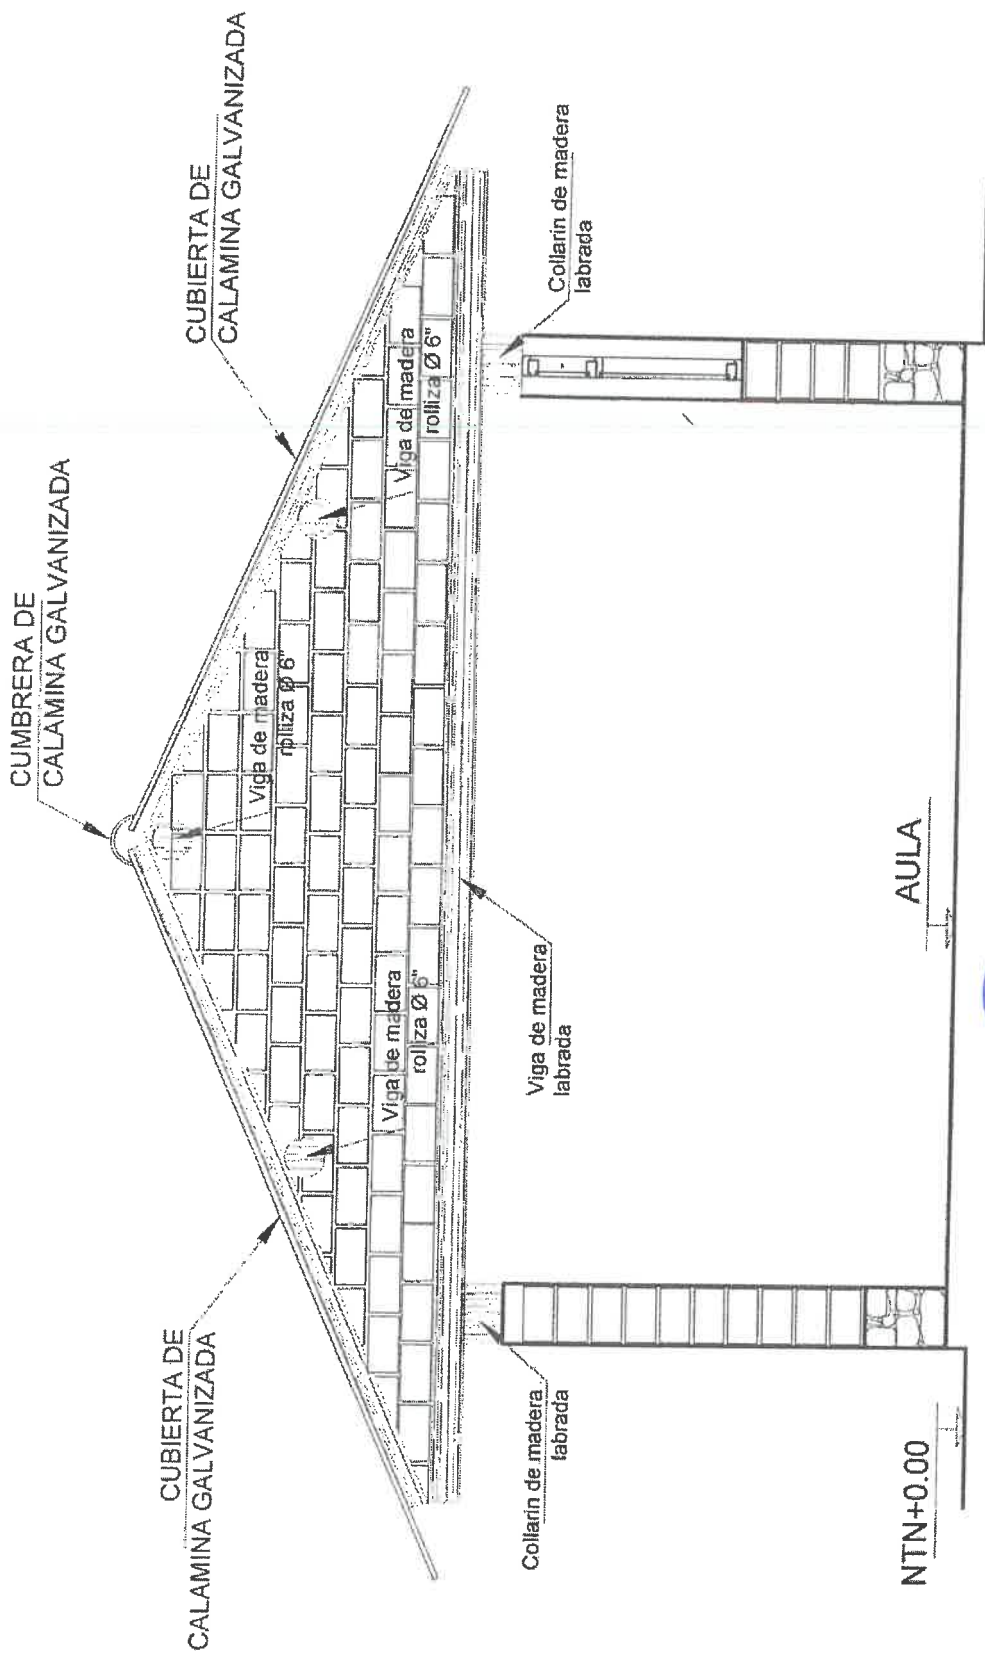 CUMBRERA DE
CALAMINA GALVANIZADA
CUBIERTA DE
CALAMINA GALVANIZADA
CUBIERTA DE
CALAMINA GALVANIZADA
Viga de madera
rolliza Ø 6"
Viga de madera
rolliza Ø 6"
Viga de madera
rolliza Ø 6"
Collarin de madera
labrada
Viga de madera
labrada
Collarin de madera
labrada
NTN+0.00
AULA